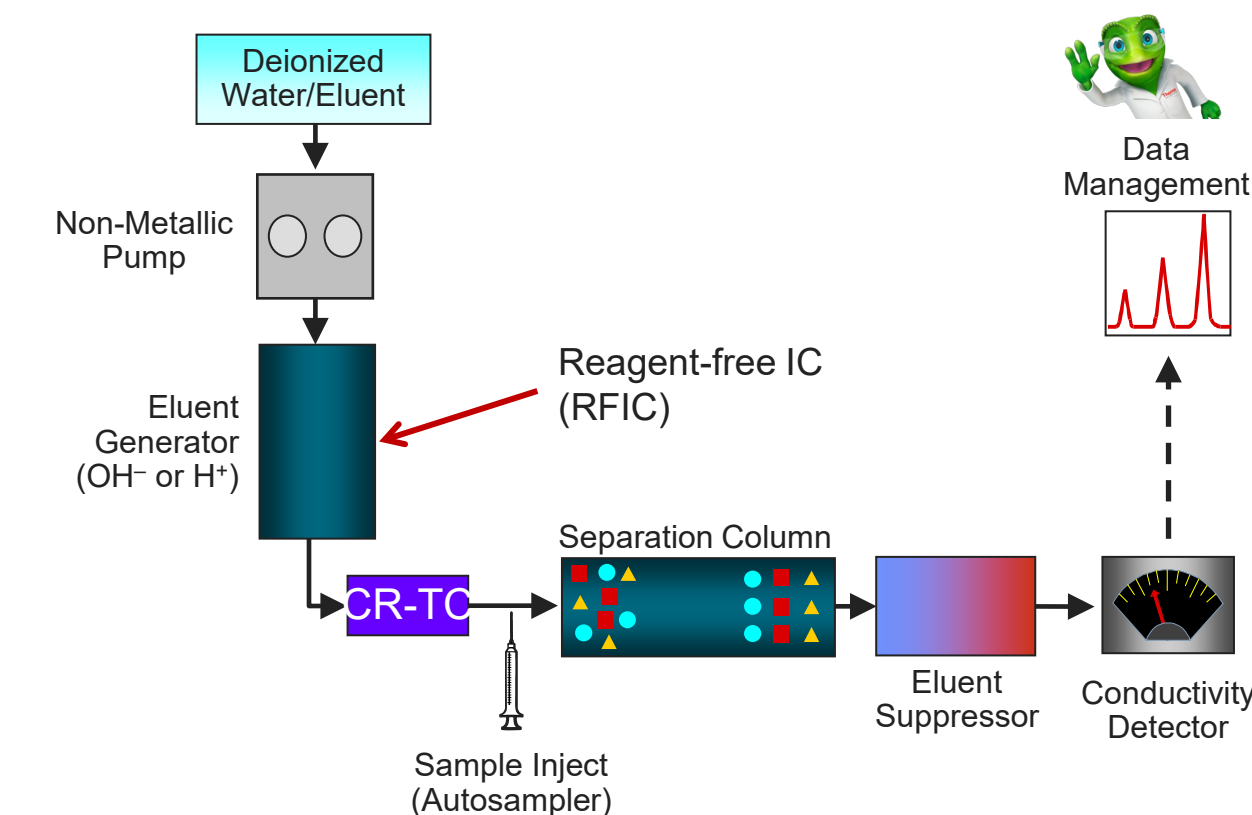 Deionized
Water/Eluent
Non-Metallic
Pump
Eluent
Generator
(OH– or H+)
Reagent-free IC
(RFIC)
CR-TC
Sample Inject
(Autosampler)
Separation Column
Eluent
Suppressor
Conductivity
Detector
Data
Management